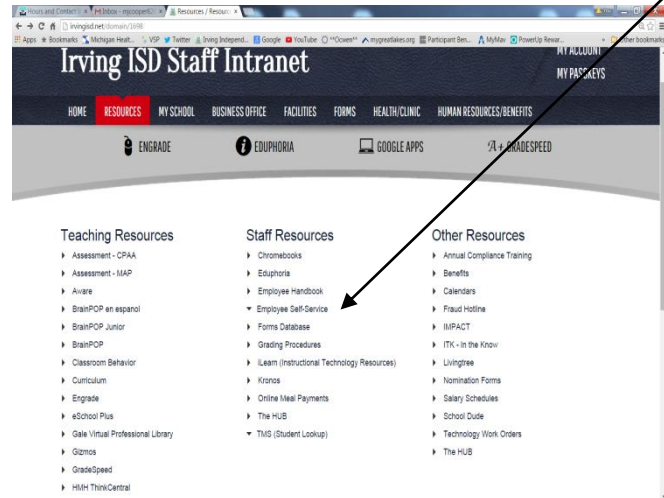 Hours and Contact
Inbox - mjcooper82
Resources / Resourc
irvingisd.net/domain/1698
Apps
Bookmarks
Michigan Healt...
VSP
Twitter
Irving Independ...
Google
YouTube
mygreatlakes.org
Participant Ben...
MyMav
PowerUp Rewar...
Other bookmarks
Irving ISD Staff Intranet
MY ACCOUNT
MY PASSKEYS
HOME
RESOURCES
MY SCHOOL
BUSINESS OFFICE
FACILITIES
FORMS
HEALTH/CLINIC
HUMAN RESOURCES/BENEFITS
ENGRADE
EDUPHORIA
GOOGLE APPS
A+ GRADESPEED
Teaching Resources
Assessment - CPAA
Assessment - MAP
Aware
BrainPOP en espanol
BrainPOP Junior
BrainPOP
Classroom Behavior
Curriculum
Engrade
eSchool Plus
Gale Virtual Professional Library
Gizmos
GradeSpeed
HMH ThinkCentral
Staff Resources
Chromebooks
Eduphoria
Employee Handbook
Employee Self-Service
Forms Database
Grading Procedures
iLearn (Instructional Technology Resources)
Kronos
Online Meal Payments
The HUB
TMS (Student Lookup)
Other Resources
Annual Compliance Training
Benefits
Calendars
Fraud Hotline
IMPACT
ITK - In the Know
Livingtree
Nomination Forms
Salary Schedules
School Dude
Technology Work Orders
The HUB